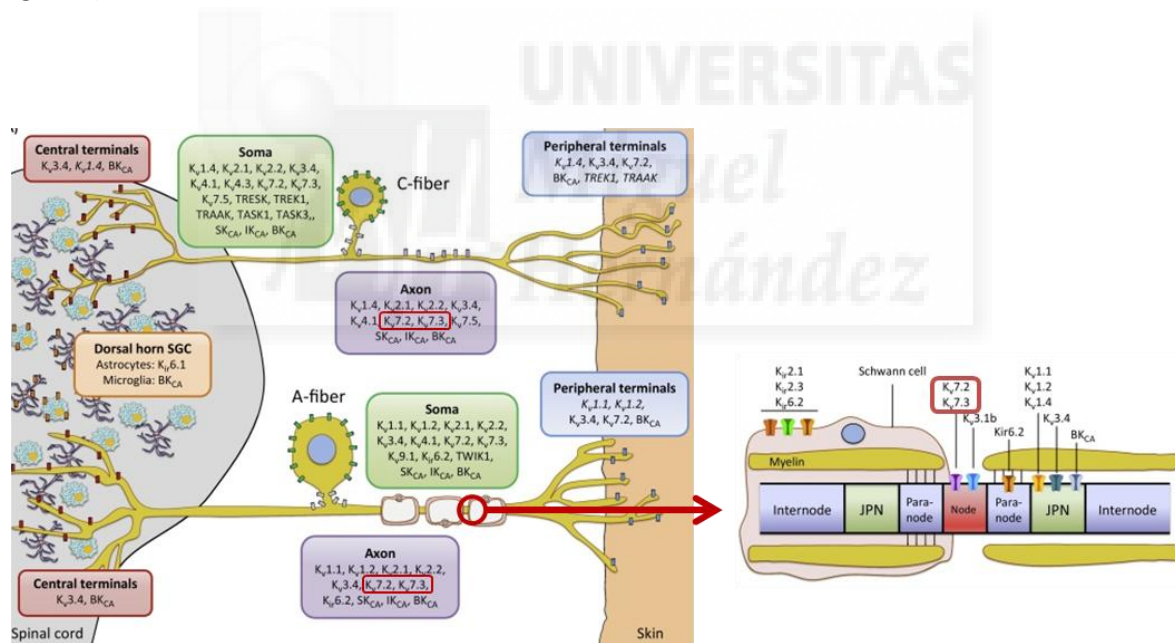 UNIVERSITAS
Miguel
Hernández
Central terminals
Kv3.4, Kv1.4, BKCA
Soma
Kv1.4, Kv2.1, Kv2.2, Kv3.4,
Kv4.1, Kv4.3, Kv7.2, Kv7.3,
Kv7.5, TRESK, TREK1,
TRAAK, TASK1, TASK3,,
SKCA, IKCA, BKCA
C-fiber
Peripheral terminals
Kv1.4, Kv3.4, Kv7.2,
BKCA, TREK1, TRAAK
Axon
Kv1.4, Kv2.1, Kv2.2, Kv3.4,
Kv4.1, Kv7.2, Kv7.3, Kv7.5,
SKCA, IKCA, BKCA
Dorsal horn SGC
Astrocytes: Kir6.1
Microglia: BKCA
A-fiber
Soma
Kv1.1, Kv1.2, Kv2.1, Kv2.2,
Kv3.4, Kv4.1, Kv7.2, Kv7.3,
Kv9.1, Kir6.2, TWIK1,
SKCA, IKCA, BKCA
Peripheral terminals
Kv1.1, Kv1.2,
Kv3.4, Kv7.2, BKCA
Axon
Kv1.1, Kv1.2, K2.1, K2.2,
Kv3.4, Kv7.2, Kv7.3,
Kir6.2, SKCA, IKCA, BKCA
Central terminals
Kv3.4, BKCA
Spinal cord
Skin
Kir2.1
Kir2.3
Kir6.2
Schwann cell
Kv7.2
Kv7.3
Kv3.1b
Kir6.2
Kv1.1
Kv1.2
Kv1.4
Kv3.4
BKCA
Myelin
Internode
JPN
Para-
node
Node
Para-
node
JPN
Internode